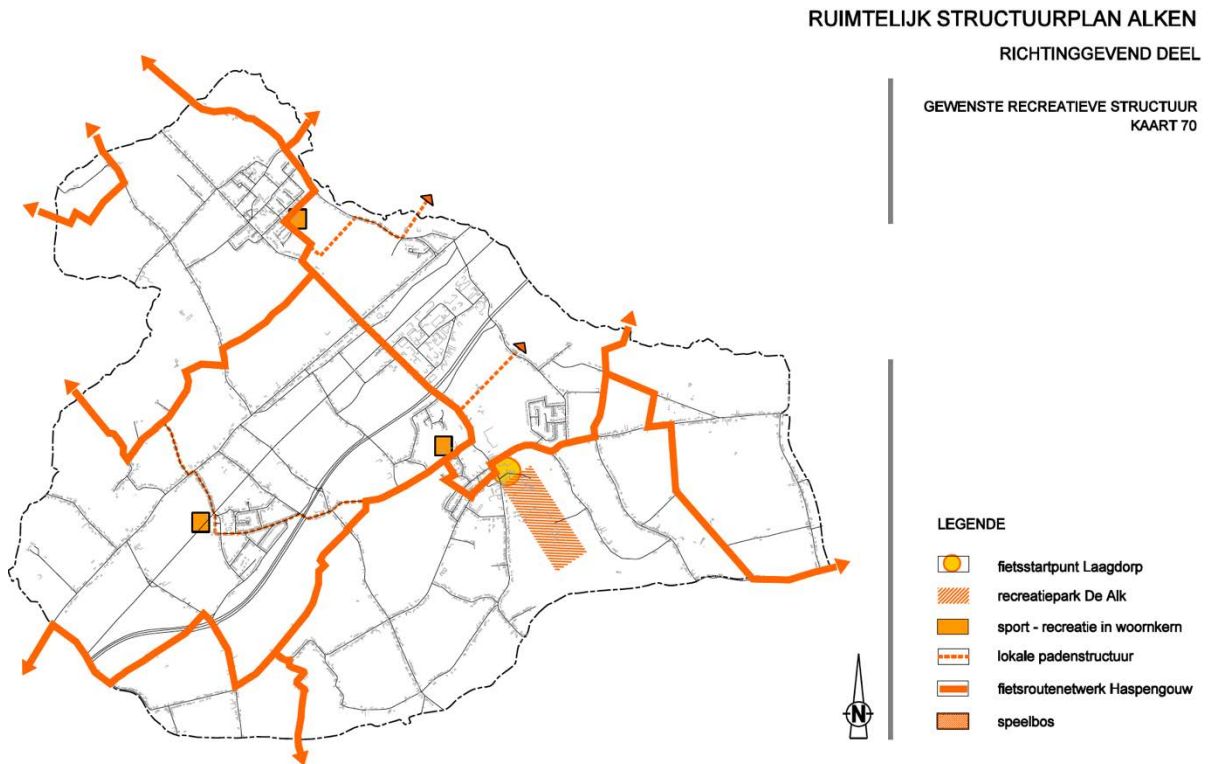 RUIMTELIJK STRUCTUURPLAN ALKEN
RICHTINGGEVEND DEEL
GEWENSTE RECREATIEVE STRUCTUUR
KAART 70
LEGENDE
fietsstartpunt Laagdorp
recreatiepark De Alk
sport - recreatie in woornkern
lokale padenstructuur
fietsroutenetwerk Haspengouw
speelbos
N